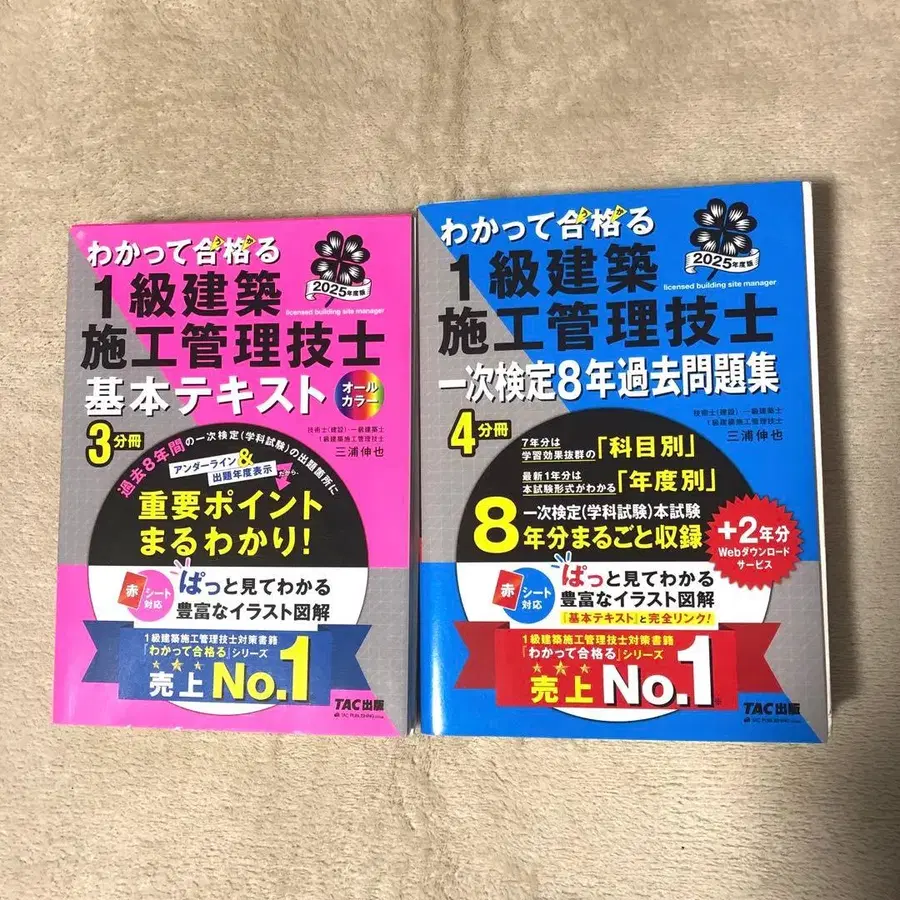 わかって合格る
うか
2025年度版
1級建築
licensed building site manager
施工管理技士
基本テキスト
オール
カラー
3分冊
技術士(建設)・一級建築士
1級建築施工管理技士
三浦伸也
過去8年間の一次検定(学科試験)の出題箇所に
アンダーライン
&
出題年度表示
だから…
重要ポイント
まるわかり!
赤シート
対応
ぱっと見てわかる
豊富なイラスト図解
1級建築施工管理技士対策書籍
『わかって合格る』シリーズ
売上No.1
TAC出版
TAC PUBLISHING Group
わかって合格る
うか
2025年度版
1級建築
licensed building site manager
施工管理技士
一次検定8年過去問題集
4分冊
技術士(建設)・一級建築士
1級建築施工管理技士
三浦伸也
7年分は
学習効果抜群の「科目別」
最新1年分は
本試験形式がわかる「年度別」
一次検定(学科試験)本試験
8年分まるごと収録
+2年分
Webダウンロード
サービス
赤シート
対応
ぱっと見てわかる
豊富なイラスト図解
『基本テキスト』と完全リンク!
1級建築施工管理技士対策書籍
『わかって合格る』シリーズ
売上No.1
TAC出版
TAC PUBLISHING Group